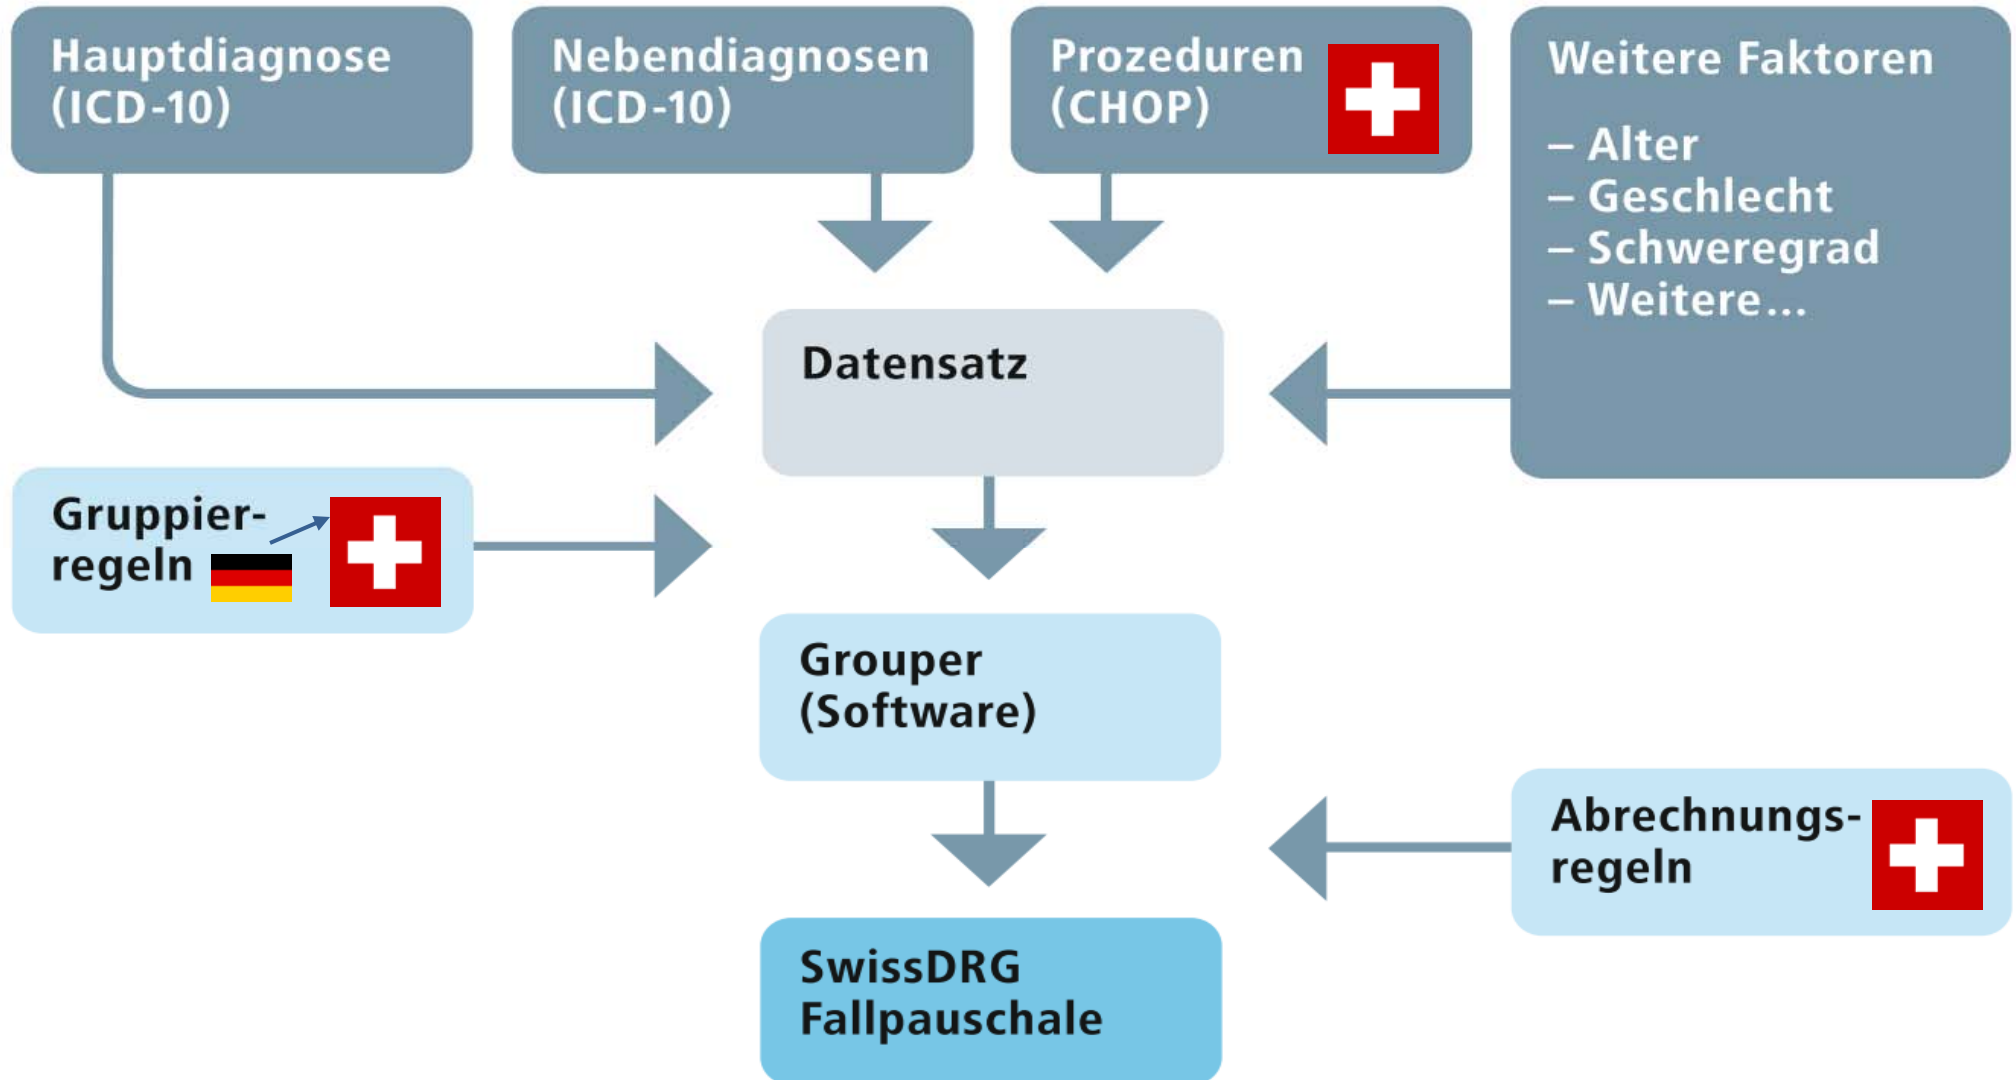 Hauptdiagnose
(ICD-10)
Nebendiagnosen
(ICD-10)
Prozeduren
(CHOP)
Weitere Faktoren
– Alter
– Geschlecht
– Schweregrad
– Weitere...
Datensatz
Gruppier-
regeln
Grouper
(Software)
Abrechnungs-
regeln
SwissDRG
Fallpauschale